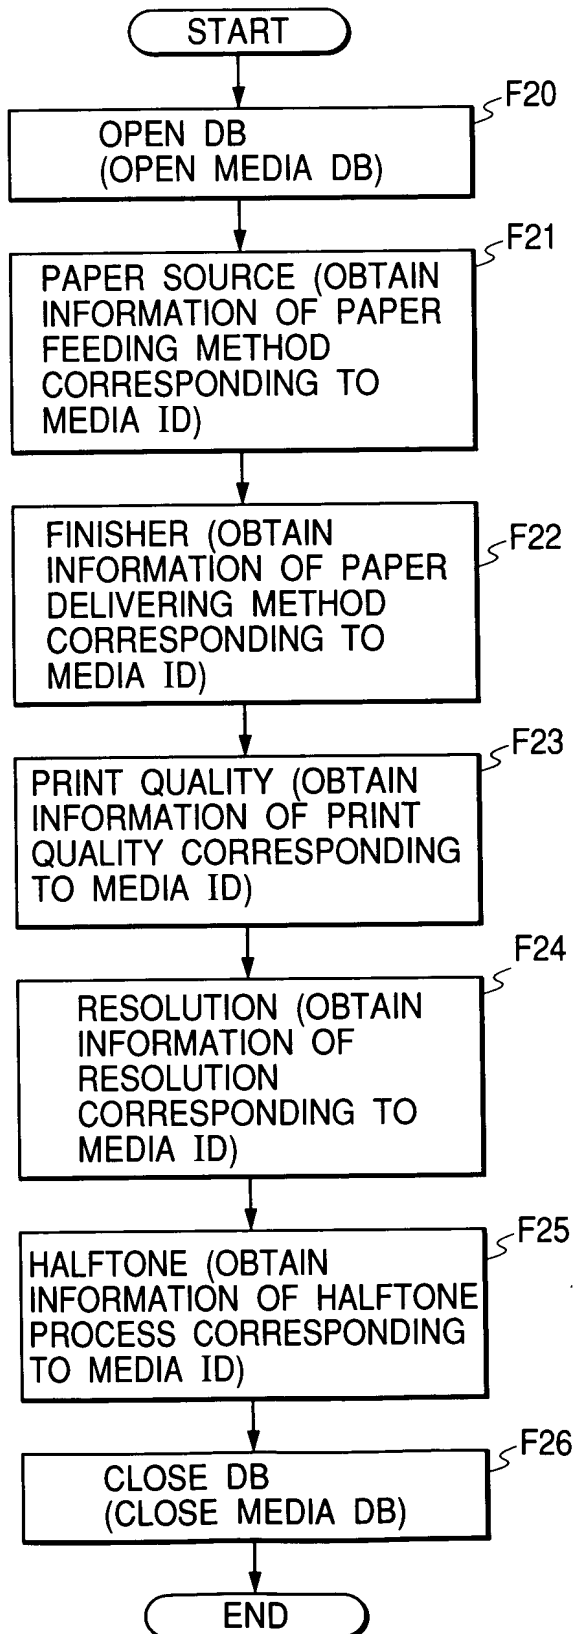 START
F20
OPEN DB
(OPEN MEDIA DB)
F21
PAPER SOURCE (OBTAIN
INFORMATION OF PAPER
FEEDING METHOD
CORRESPONDING TO
MEDIA ID)
F22
FINISHER (OBTAIN
INFORMATION OF PAPER
DELIVERING METHOD
CORRESPONDING TO
MEDIA ID)
F23
PRINT QUALITY (OBTAIN
INFORMATION OF PRINT
QUALITY CORRESPONDING
TO MEDIA ID)
F24
RESOLUTION (OBTAIN
INFORMATION OF
RESOLUTION
CORRESPONDING TO
MEDIA ID)
F25
HALFTONE (OBTAIN
INFORMATION OF HALFTONE
PROCESS CORRESPONDING
TO MEDIA ID)
F26
CLOSE DB
(CLOSE MEDIA DB)
END